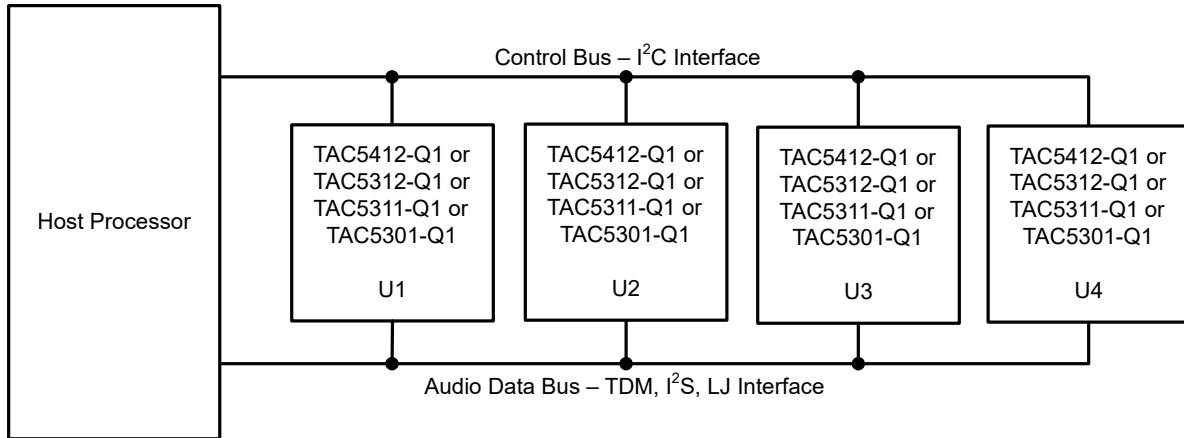 Control Bus – I²C Interface
Host Processor
TAC5412-Q1 or
TAC5312-Q1 or
TAC5311-Q1 or
TAC5301-Q1
U1
TAC5412-Q1 or
TAC5312-Q1 or
TAC5311-Q1 or
TAC5301-Q1
U2
TAC5412-Q1 or
TAC5312-Q1 or
TAC5311-Q1 or
TAC5301-Q1
U3
TAC5412-Q1 or
TAC5312-Q1 or
TAC5311-Q1 or
TAC5301-Q1
U4
Audio Data Bus – TDM, I²S, LJ Interface